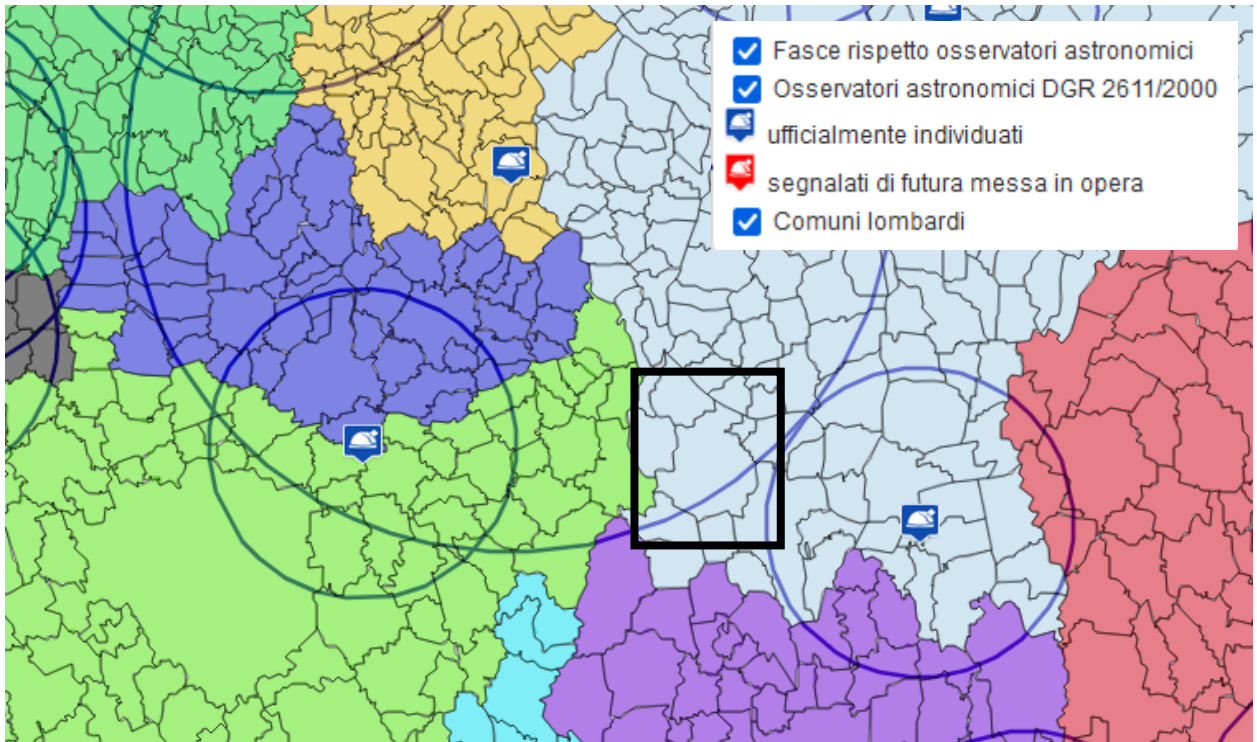 Fasce rispetto osservatori astronomici
Osservatori astronomici DGR 2611/2000
ufficialmente individuati
segnalati di futura messa in opera
Comuni lombardi